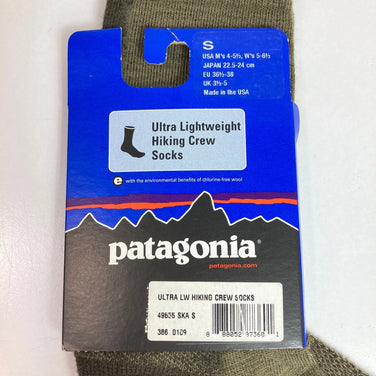 S
USA M's 4-5½, W's 5-6½
JAPAN 22.5-24 cm
EU 36½-38
UK 3½-5
Made in the USA
Ultra Lightweight
Hiking Crew
Socks
e with the environmental benefits of chlorine-free wool
patagonia®
patagonia.com
ULTRA LW HIKING CREW SOCKS
49635 SKA S
386 0109
8 88052 97368 1